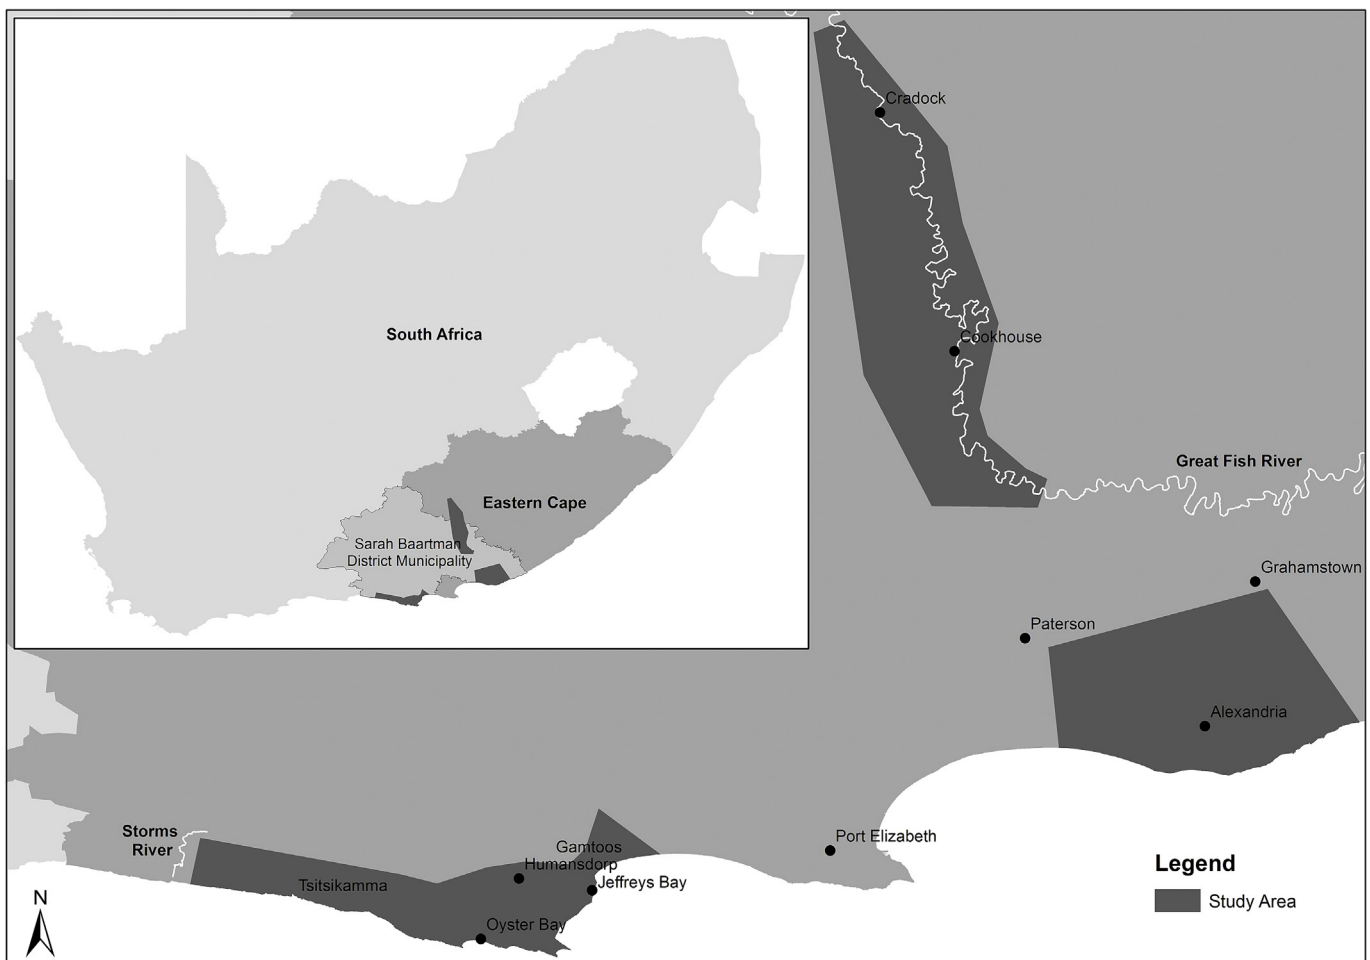 Cradock
South Africa
Cookhouse
Great Fish River
Eastern Cape
Sarah Baartman
District Municipality
Grahamstown
Paterson
Alexandria
Storms
River
Port Elizabeth
Gamtoos
Humansdorp
Jeffreys Bay
Tsitsikamma
Oyster Bay
N
Legend
Study Area